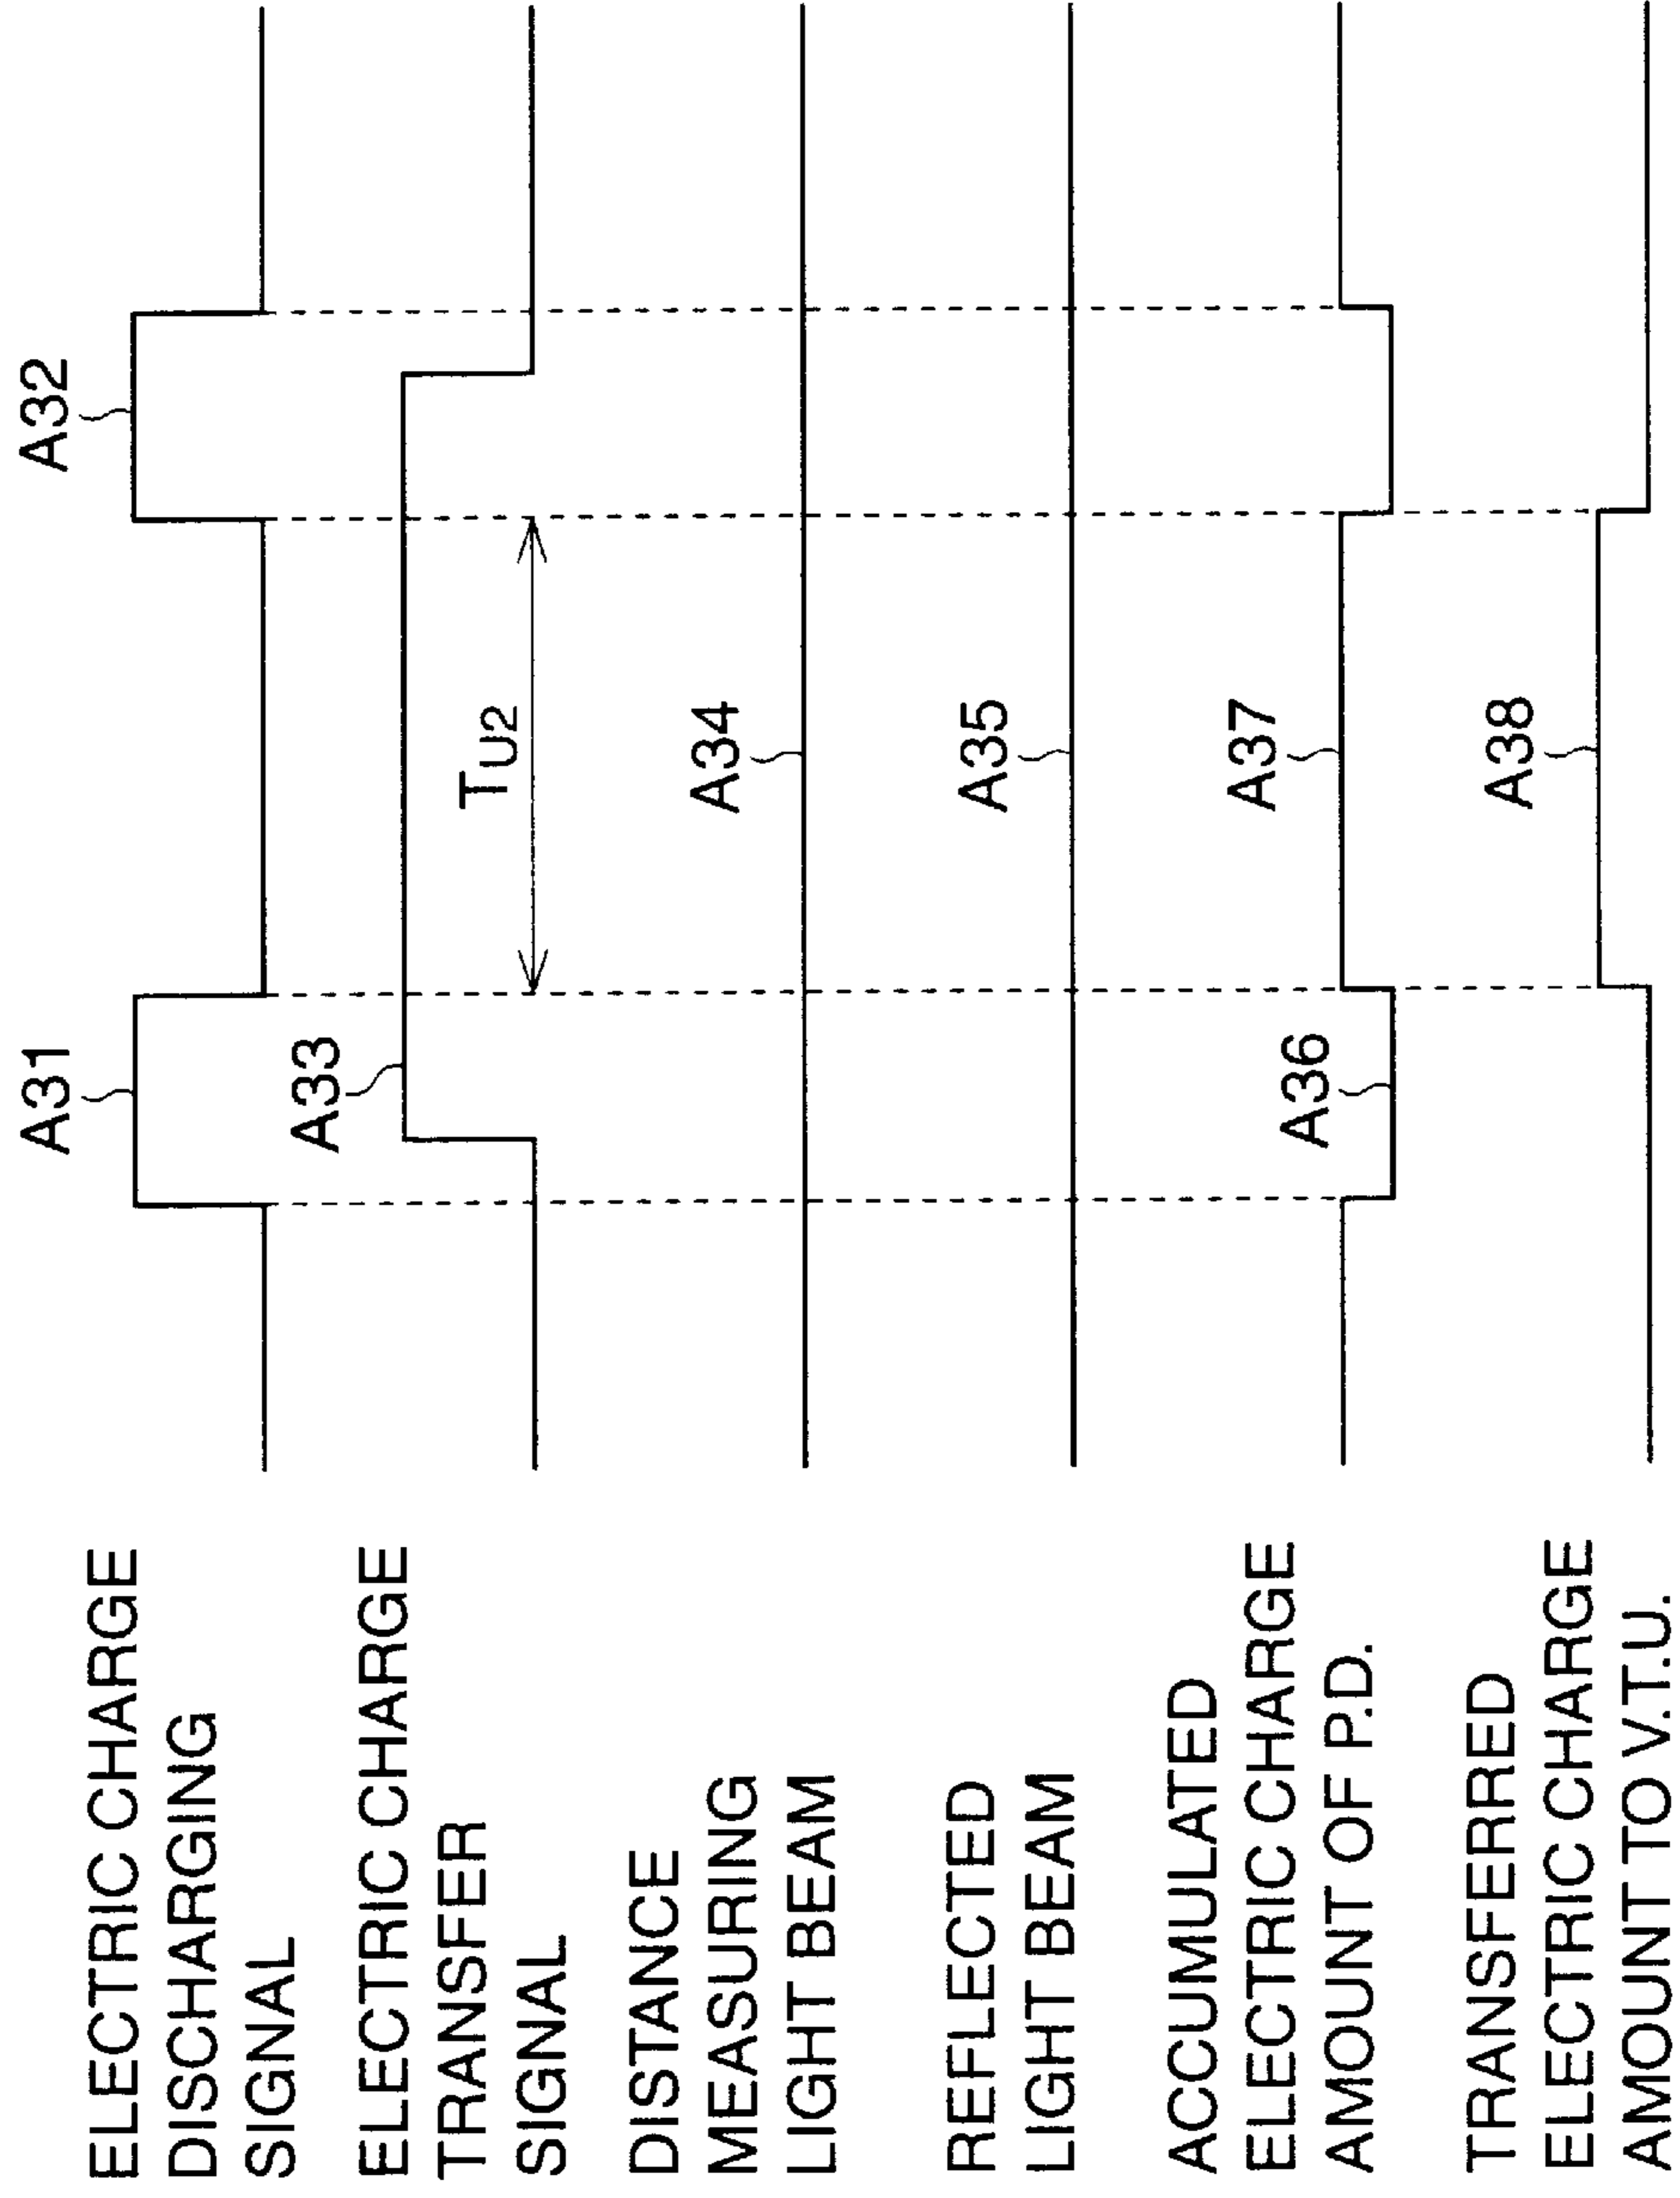 ELECTRIC CHARGE
DISCHARGING
SIGNAL
A31
A32
ELECTRIC CHARGE
TRANSFER
SIGNAL
A33
TU2
DISTANCE
MEASURING
LIGHT BEAM
A34
REFLECTED
LIGHT BEAM
A35
ACCUMULATED
ELECTRIC CHARGE
AMOUNT OF P.D.
A36
A37
TRANSFERRED
ELECTRIC CHARGE
AMOUNT TO V.T.U.
A38